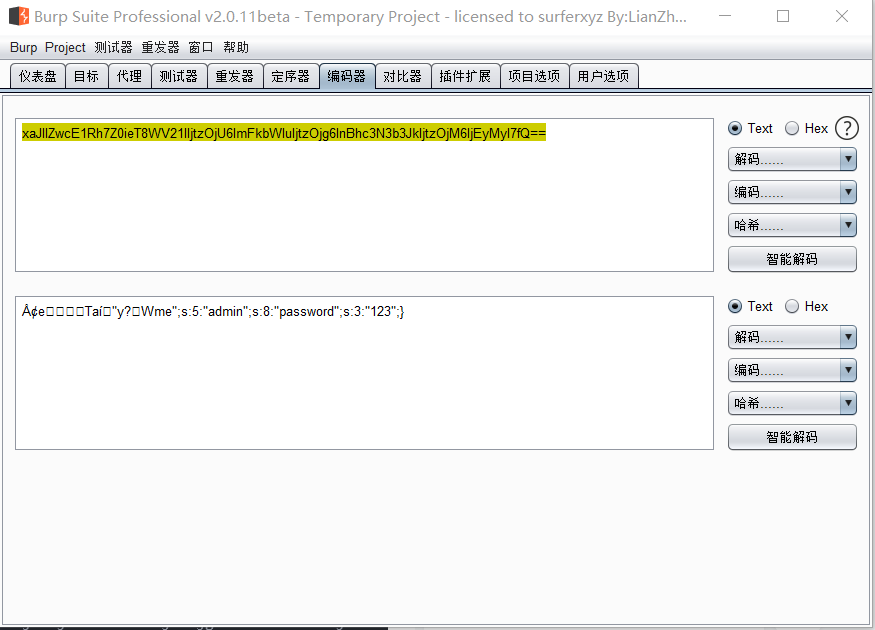 Burp Suite Professional v2.0.11beta - Temporary Project - licensed to surferxyz By:LianZh...
Burp Project 测试器 重发器 窗口 帮助
仪表盘 目标 代理 测试器 重发器 定序器 编码器 对比器 插件扩展 项目选项 用户选项
xaJlIZwcE1Rh7Z0ieT8WV21lIjtzOjU6ImFkbWluIjtzOjg6InBhc3N3b3JkIjtzOjM6IjEyMyI7fQ==
Text Hex ?
解码......
编码......
哈希......
智能解码
Â¢e□□□□Taí□"y?□Wme";s:5:"admin";s:8:"password";s:3:"123";}
Text Hex
解码......
编码......
哈希......
智能解码